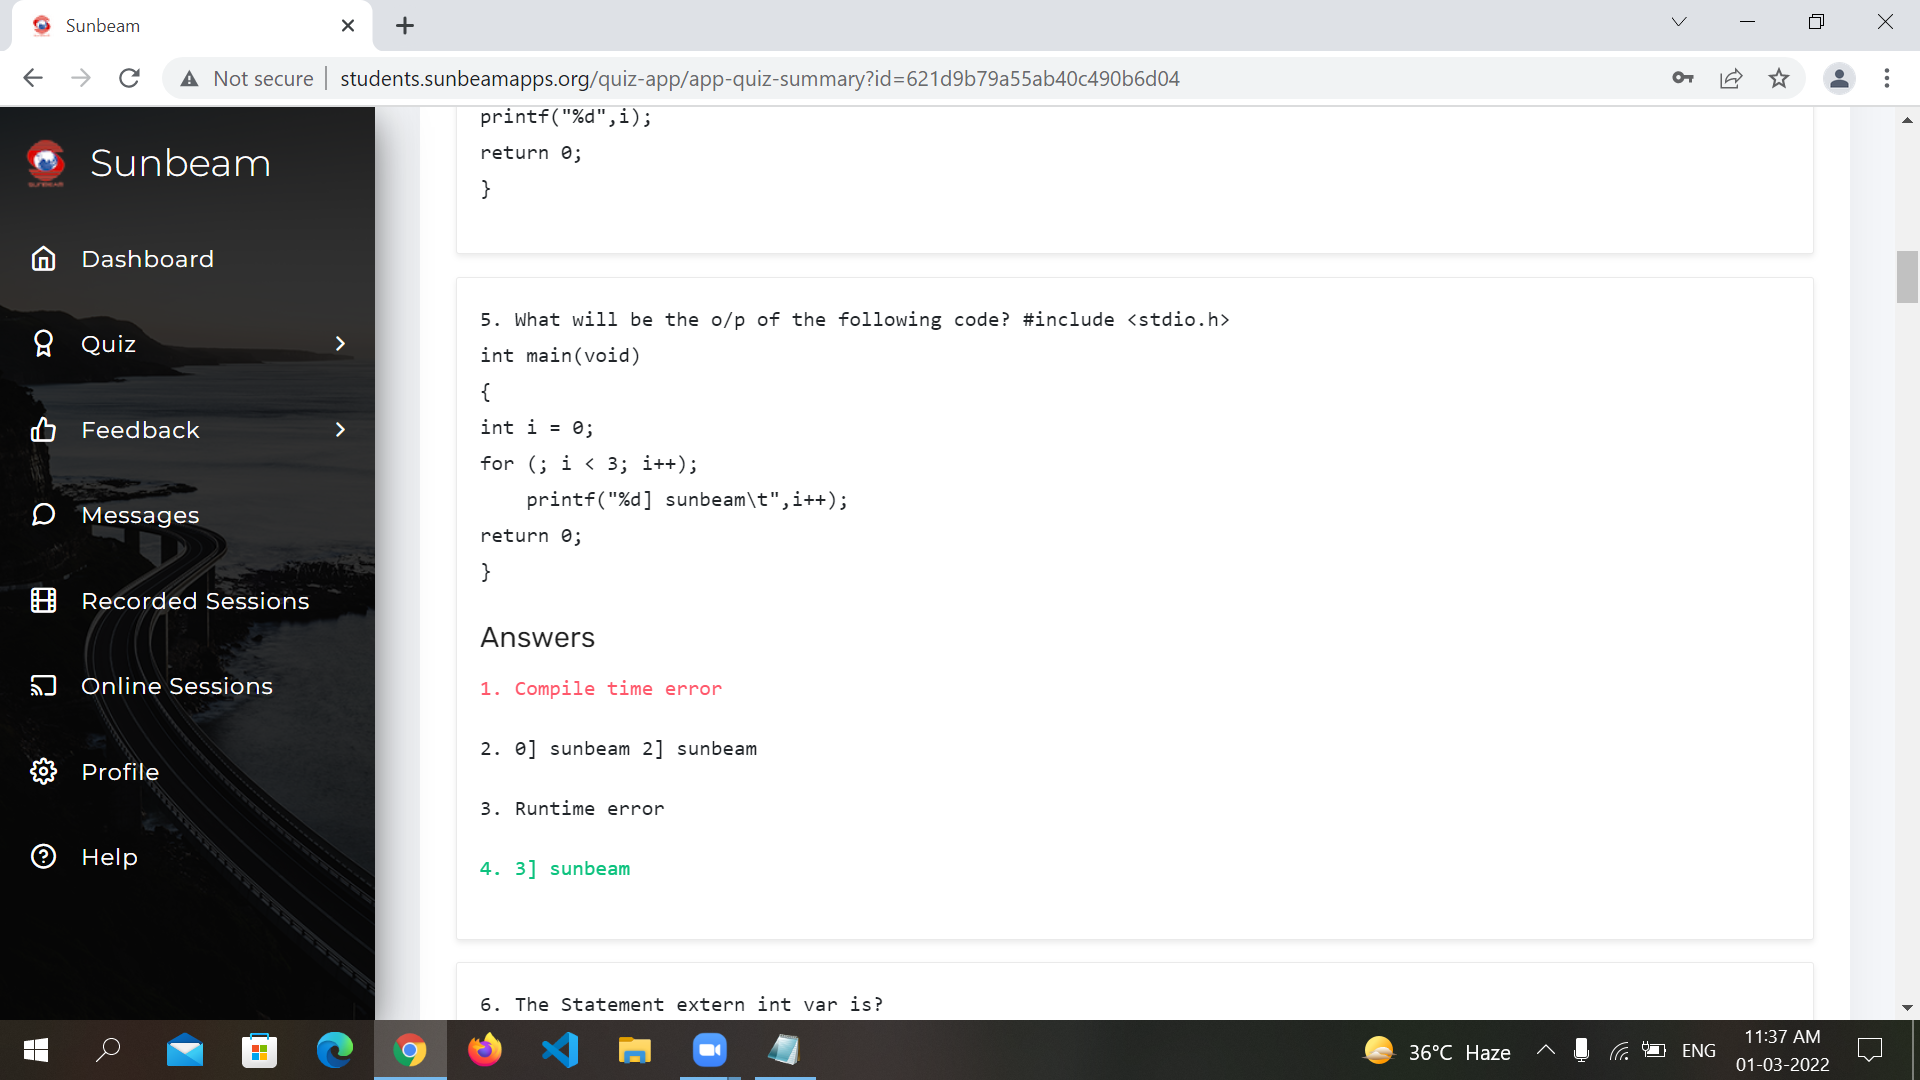 Sunbeam
Not secure
students.sunbeamapps.org/quiz-app/app-quiz-summary?id=621d9b79a55ab40c490b6d04
SUNBEAM
Sunbeam
Dashboard
Quiz
Feedback
Messages
Recorded Sessions
Online Sessions
Profile
Help
printf("%d",i);
return 0;
}
5. What will be the o/p of the following code? #include <stdio.h>
int main(void)
{
int i = 0;
for (; i < 3; i++);
printf("%d] sunbeam\t",i++);
return 0;
}
Answers
1. Compile time error
2. 0] sunbeam 2] sunbeam
3. Runtime error
4. 3] sunbeam
6. The Statement extern int var is?
36°C Haze
ENG
11:37 AM
01-03-2022